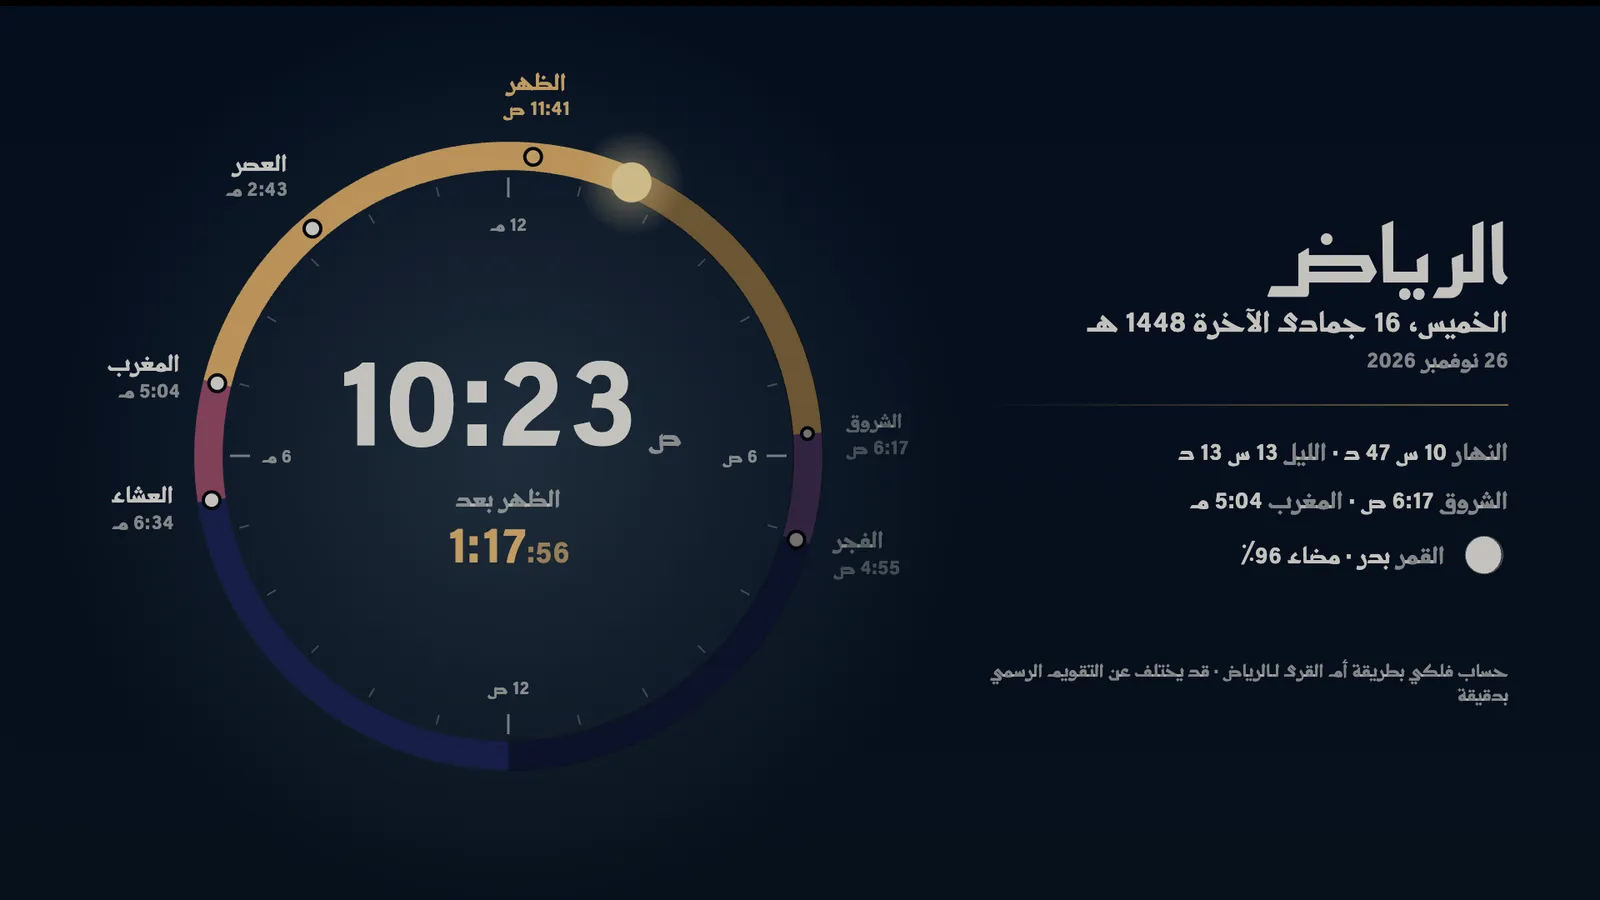 الرياض
الخميس، 16 جمادى الآخرة 1448 هـ
26 نوفمبر 2026
النهار 10 س 47 د · الليل 13 س 13 د
الشروق 6:17 ص · المغرب 5:04 م
القمر بدر · مضاء 96٪
حساب فلكي بطريقة أم القرى لـالرياض · قد يختلف عن التقويم الرسمي
بدقيقة
الظهر
11:41 ص
العصر
2:43 م
12 م
المغرب
5:04 م
10:23 ص
الشروق
6:17 ص
6 ص
6 م
العشاء
6:34 م
الظهر بعد
1:17:56
الفجر
4:55 ص
12 ص